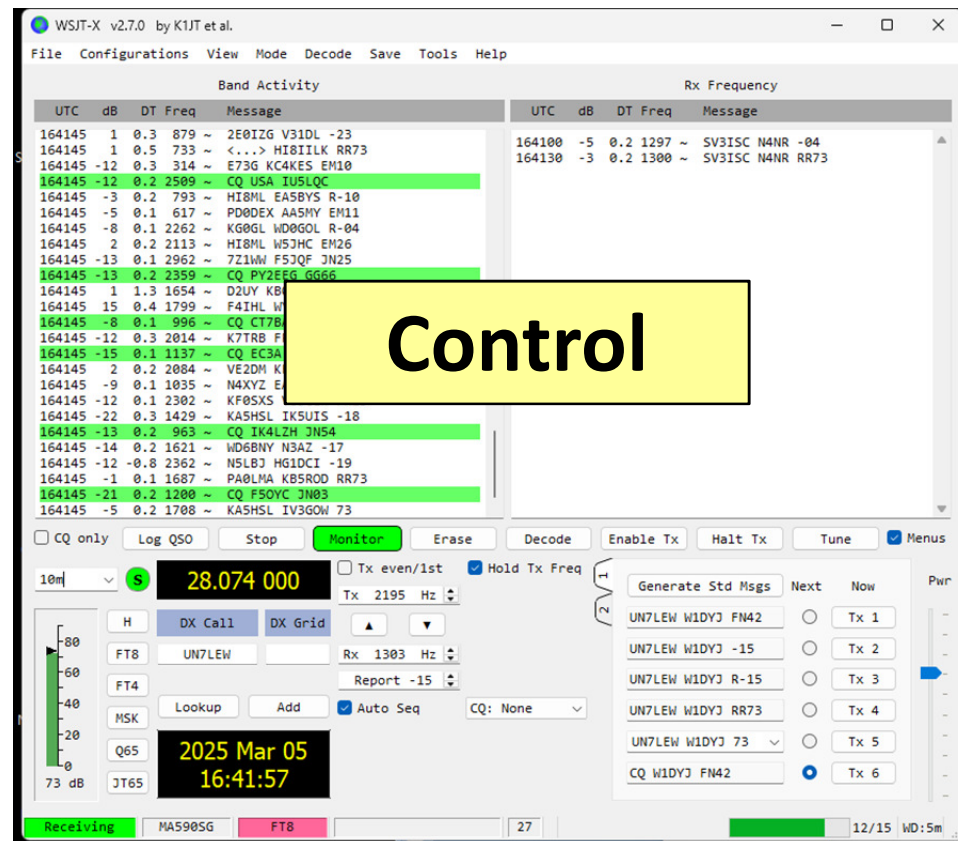 WSJT-X v2.7.0 by K1JT et al.
File Configurations View Mode Decode Save Tools Help
Band Activity
Rx Frequency
UTC dB DT Freq Message
UTC dB DT Freq Message
164145 1 0.3 879 ~ 2E0IZG V31DL -23
164145 1 0.5 733 ~ <...> HI8IILK RR73
164145 -12 0.3 314 ~ E73G KC4KES EM10
164145 -12 0.2 2509 ~ CQ USA IU5LQC
164145 -3 0.2 793 ~ HI8ML EA5BYS R-10
164145 -5 0.1 617 ~ PD0DEX AA5MY EM11
164145 -8 0.1 2262 ~ KG0GL WD0GOL R-04
164145 2 0.2 2113 ~ HI8ML W5JHC EM26
164145 -13 0.1 2962 ~ 7Z1WW F5JQF JN25
164145 -13 0.2 2359 ~ CQ PY2EEG GG66
164145 1 1.3 1654 ~ D2UY
164145 15 0.4 1799 ~ F4IHL
164145 -8 0.1 996 ~ CQ
164145 -12 0.3 2014 ~ K7TRB
164145 -15 0.1 1137 ~ CQ EC3A
164145 2 0.2 2084 ~ VE2DM
164145 -9 0.1 1035 ~ N4XYZ
164145 -12 0.1 2302 ~ KF0SXS
164145 -22 0.3 1429 ~ KA5HSL IK5UIS -18
164145 -13 0.2 963 ~ CQ IK4LZH JN54
164145 -14 0.2 1621 ~ WD6BNY N3AZ -17
164145 -12 -0.8 2362 ~ N5LBJ HG1DCI -19
164145 -1 0.1 1687 ~ PA0LMA KB5ROD RR73
164145 -21 0.2 1200 ~ CQ F5OYC JN03
164145 -5 0.2 1708 ~ KA5HSL IV3GOW 73
164100 -5 0.2 1297 ~ SV3ISC N4NR -04
164130 -3 0.2 1300 ~ SV3ISC N4NR RR73
Control
CQ only Log QSO Stop Monitor Erase Decode Enable Tx Halt Tx Tune Menus
10m S 28.074 000
Tx even/1st Hold Tx Freq
Tx 2195 Hz
DX Call DX Grid
UN7LEW
Rx 1303 Hz
Report -15
Lookup Add
Auto Seq CQ: None
2025 Mar 05
16:41:57
-80
-60
-40
-20
-0
73 dB
H
FT8
FT4
MSK
Q65
JT65
1
2
Generate Std Msgs Next Now
Pwr
UN7LEW W1DYJ FN42 Tx 1
UN7LEW W1DYJ -15 Tx 2
UN7LEW W1DYJ R-15 Tx 3
UN7LEW W1DYJ RR73 Tx 4
UN7LEW W1DYJ 73 Tx 5
CQ W1DYJ FN42 Tx 6
Receiving MA590SG FT8 27 12/15 WD:5m